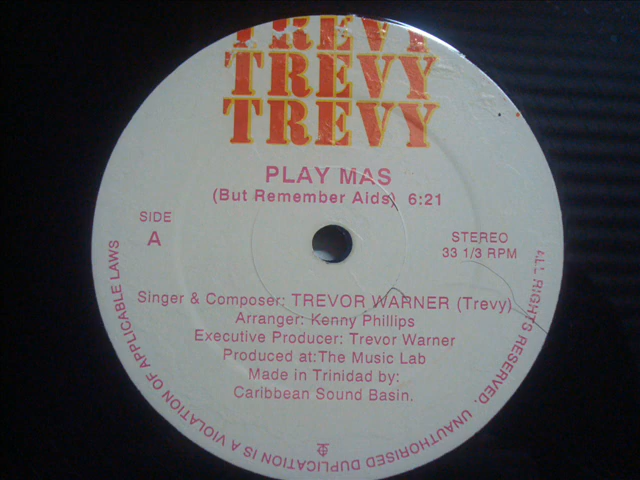 TREVY
TREVY
TREVY
PLAY MAS
(But Remember Aids) 6:21
SIDE
A
STEREO
33 1/3 RPM
Singer & Composer: TREVOR WARNER (Trevy)
Arranger: Kenny Phillips
Executive Producer: Trevor Warner
Produced at:The Music Lab
Made in Trinidad by:
Caribbean Sound Basin.
ALL RIGHTS RESERVED. UNAUTHORISED DUPLICATION IS A VIOLATION OF APPLICABLE LAWS